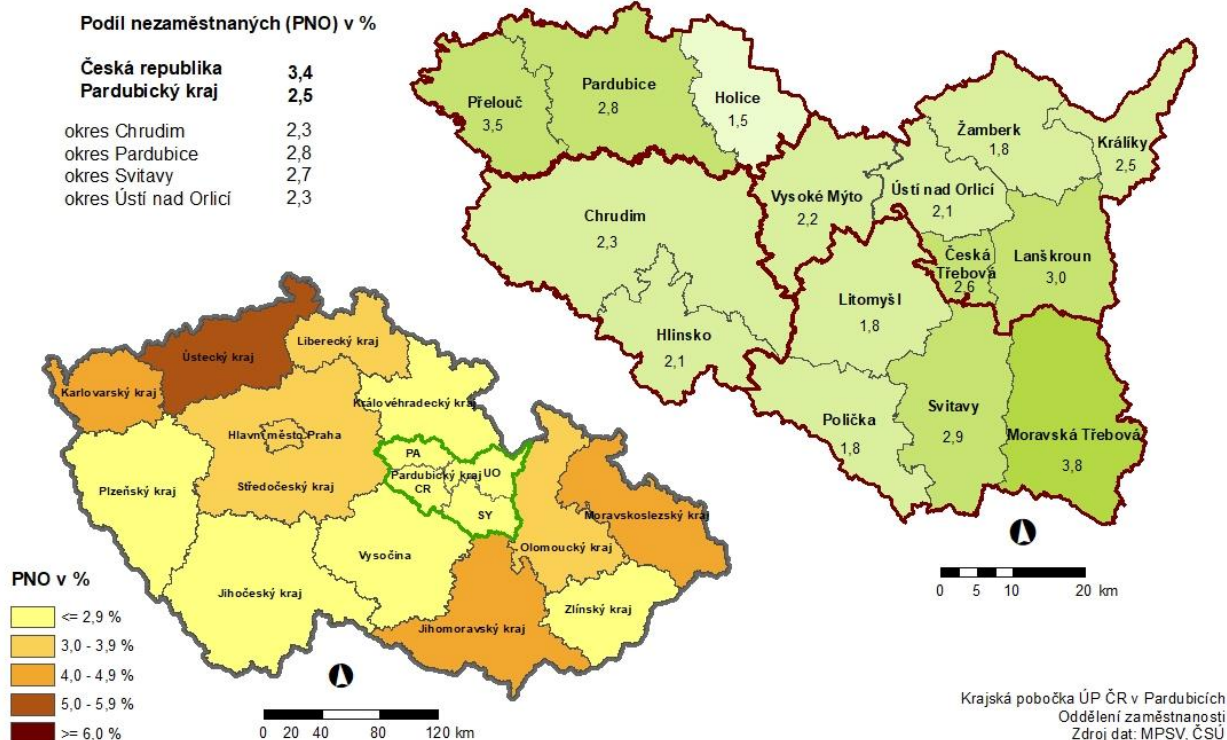 Podíl nezaměstnaných (PNO) v %
Česká republika 3,4
Pardubický kraj 2,5
okres Chrudim 2,3
okres Pardubice 2,8
okres Svitavy 2,7
okres Ústí nad Orlicí 2,3
Přelouč
3,5
Pardubice
2,8
Holice
1,5
Žamberk
1,8
Králíky
2,5
Chrudim
2,3
Vysoké Mýto
2,2
Ústí nad Orlicí
2,1
Česká
Třebová
2,6
Lanškroun
3,0
Litomyšl
1,8
Hlinsko
2,1
Polička
1,8
Svitavy
2,9
Moravská Třebová
3,8
0 5 10 20 km
Ústecký kraj
Liberecký kraj
Karlovarský kraj
Královéhradecký kraj
Hlavní město Praha
PA
UO
Pardubický kraj
CR
Plzeňský kraj
Středočeský kraj
SY
Moravskoslezský kraj
Vysočina
Olomoucký kraj
Jihočeský kraj
Zlínský kraj
Jihomoravský kraj
PNO v %
<= 2,9 %
3,0 - 3,9 %
4,0 - 4,9 %
5,0 - 5,9 %
>= 6,0 %
0 20 40 80 120 km
Krajská pobočka ÚP ČR v Pardubicích
Oddělení zaměstnanosti
Zdroj dat: MPSV, ČSÚ